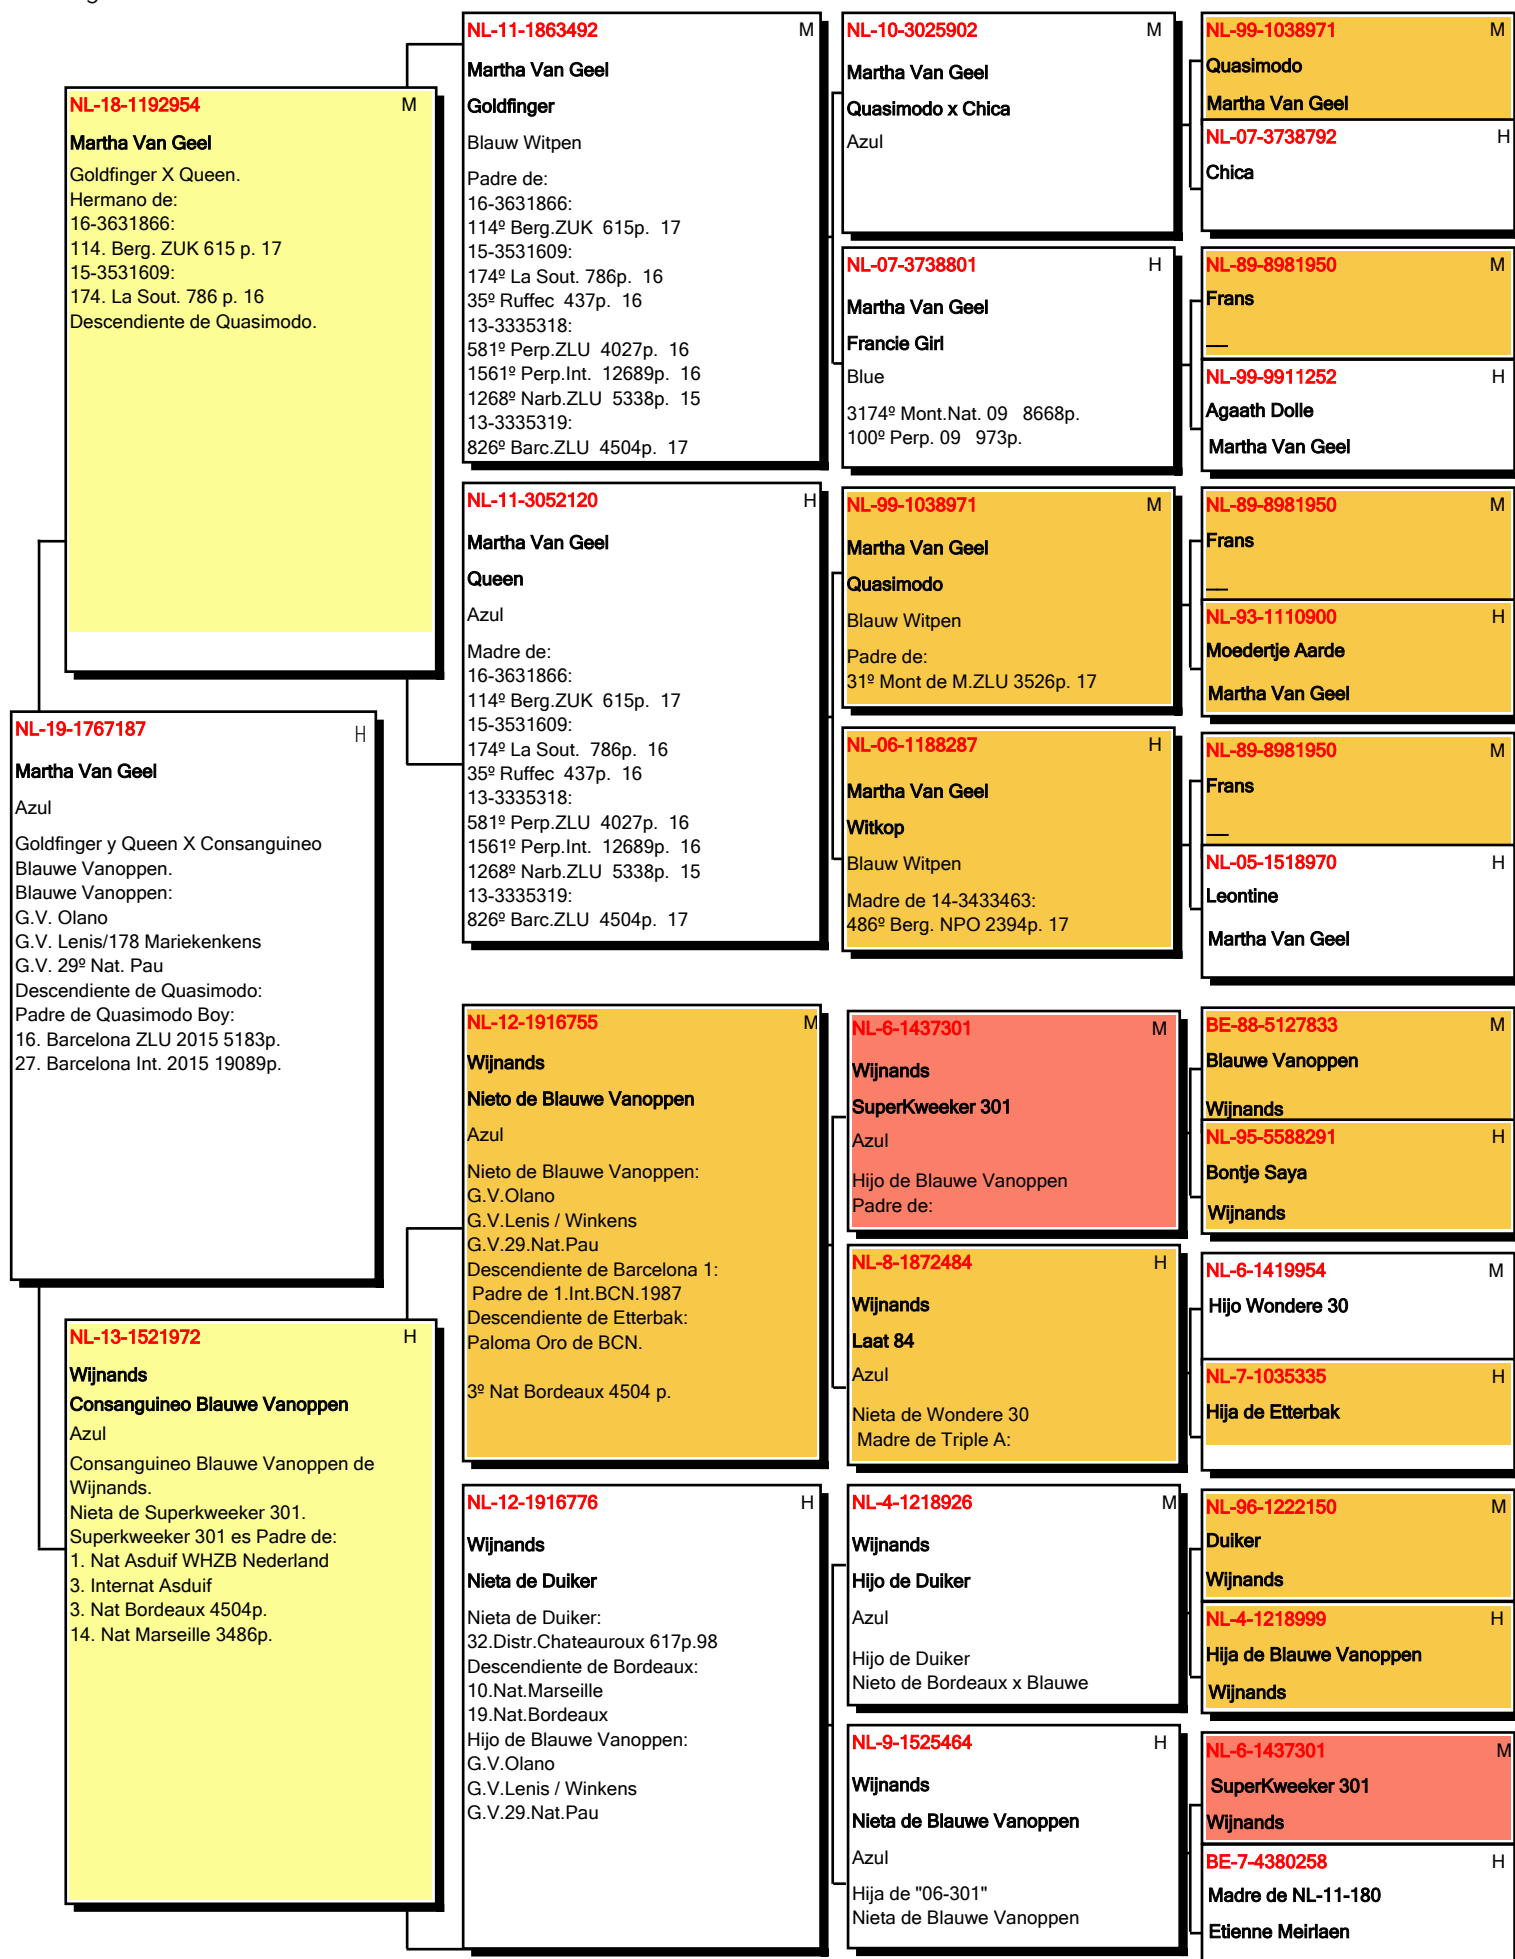 NL-19-1767187 H
Martha Van Geel
Azul
Goldfinger y Queen X Consanguineo
Blauwe Vanoppen.
Blauwe Vanoppen:
G.V. Olano
G.V. Lenis/178 Mariekenkens
G.V. 29º Nat. Pau
Descendiente de Quasimodo:
Padre de Quasimodo Boy:
16. Barcelona ZLU 2015 5183p.
27. Barcelona Int. 2015 19089p.
NL-18-1192954 M
Martha Van Geel
Goldfinger X Queen.
Hermano de:
16-3631866:
114. Berg. ZUK 615 p. 17
15-3531609:
174. La Sout. 786 p. 16
Descendiente de Quasimodo.
NL-13-1521972 H
Wijnands
Consanguineo Blauwe Vanoppen
Azul
Consanguineo Blauwe Vanoppen de
Wijnands.
Nieta de Superkweeker 301.
Superkweeker 301 es Padre de:
1. Nat Asduif WHZB Nederland
3. Internat Asduif
3. Nat Bordeaux 4504p.
14. Nat Marseille 3486p.
NL-11-1863492 M
Martha Van Geel
Goldfinger
Blauw Witpen
Padre de:
16-3631866:
114º Berg.ZUK 615p. 17
15-3531609:
174º La Sout. 786p. 16
35º Ruffec 437p. 16
13-3335318:
581º Perp.ZLU 4027p. 16
1561º Perp.Int. 12689p. 16
1268º Narb.ZLU 5338p. 15
13-3335319:
826º Barc.ZLU 4504p. 17
NL-11-3052120 H
Martha Van Geel
Queen
Azul
Madre de:
16-3631866:
114º Berg.ZUK 615p. 17
15-3531609:
174º La Sout. 786p. 16
35º Ruffec 437p. 16
13-3335318:
581º Perp.ZLU 4027p. 16
1561º Perp.Int. 12689p. 16
1268º Narb.ZLU 5338p. 15
13-3335319:
826º Barc.ZLU 4504p. 17
NL-12-1916755 M
Wijnands
Nieto de Blauwe Vanoppen
Azul
Nieto de Blauwe Vanoppen:
G.V.Olano
G.V.Lenis / Winkens
G.V.29.Nat.Pau
Descendiente de Barcelona 1:
Padre de 1.Int.BCN.1987
Descendiente de Etterbak:
Paloma Oro de BCN.
3º Nat Bordeaux 4504 p.
NL-12-1916776 H
Wijnands
Nieta de Duiker
Nieta de Duiker:
32.Distr.Chateauroux 617p.98
Descendiente de Bordeaux:
10.Nat.Marseille
19.Nat.Bordeaux
Hijo de Blauwe Vanoppen:
G.V.Olano
G.V.Lenis / Winkens
G.V.29.Nat.Pau
NL-10-3025902 M
Martha Van Geel
Quasimodo x Chica
Azul
NL-07-3738801 H
Martha Van Geel
Francie Girl
Blue
3174º Mont.Nat. 09 8668p.
100º Perp. 09 973p.
NL-99-1038971 M
Martha Van Geel
Quasimodo
Blauw Witpen
Padre de:
31º Mont de M.ZLU 3526p. 17
NL-06-1188287 H
Martha Van Geel
Witkop
Blauw Witpen
Madre de 14-3433463:
486º Berg. NPO 2394p. 17
NL-6-1437301 M
Wijnands
SuperKweeker 301
Azul
Hijo de Blauwe Vanoppen
Padre de:
NL-8-1872484 H
Wijnands
Laat 84
Azul
Nieta de Wondere 30
Madre de Triple A:
NL-4-1218926 M
Wijnands
Hijo de Duiker
Azul
Hijo de Duiker
Nieto de Bordeaux x Blauwe
NL-9-1525464 H
Wijnands
Nieta de Blauwe Vanoppen
Azul
Hija de "06-301"
Nieta de Blauwe Vanoppen
NL-99-1038971 M
Quasimodo
Martha Van Geel
NL-07-3738792 H
Chica
NL-89-8981950 M
Frans
__
NL-99-9911252 H
Agaath Dolle
Martha Van Geel
NL-89-8981950 M
Frans
__
NL-93-1110900 H
Moedertje Aarde
Martha Van Geel
NL-89-8981950 M
Frans
__
NL-05-1518970 H
Leontine
Martha Van Geel
BE-88-5127833 M
Blauwe Vanoppen
Wijnands
NL-95-5588291 H
Bontje Saya
Wijnands
NL-6-1419954 M
Hijo Wondere 30
NL-7-1035335 H
Hija de Etterbak
NL-96-1222150 M
Duiker
Wijnands
NL-4-1218999 H
Hija de Blauwe Vanoppen
Wijnands
NL-6-1437301 M
SuperKweeker 301
Wijnands
BE-7-4380258 H
Madre de NL-11-180
Etienne Meirlaen